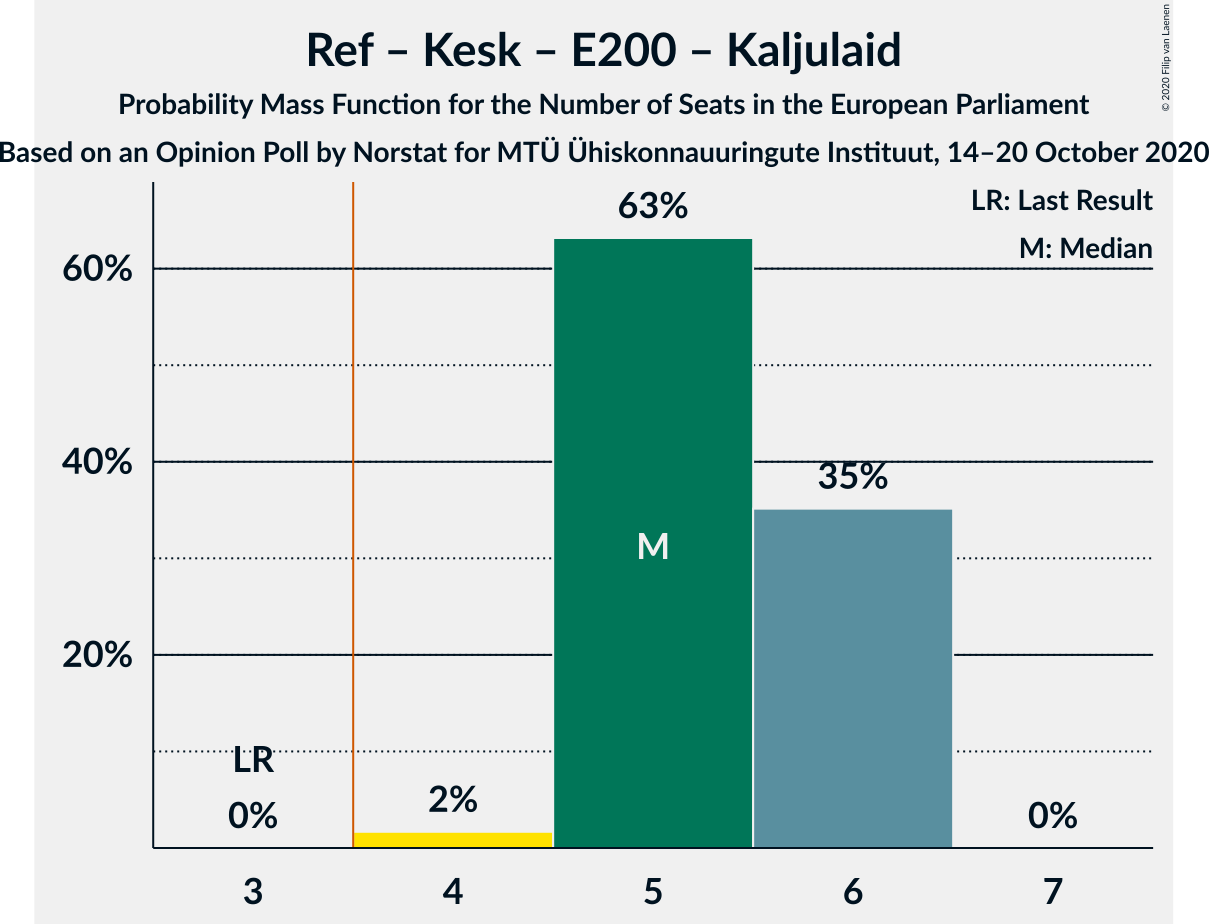 Ref – Kesk – E200 – Kaljulaid
Probability Mass Function for the Number of Seats in the European Parliament
Based on an Opinion Poll by Norstat for MTÜ Ühiskonnauuringute Instituut, 14–20 October 2020
© 2020 Filip van Laenen
LR: Last Result
M: Median
63%
60%
40%
35%
M
20%
LR
2%
0%
0%
3 4 5 6 7